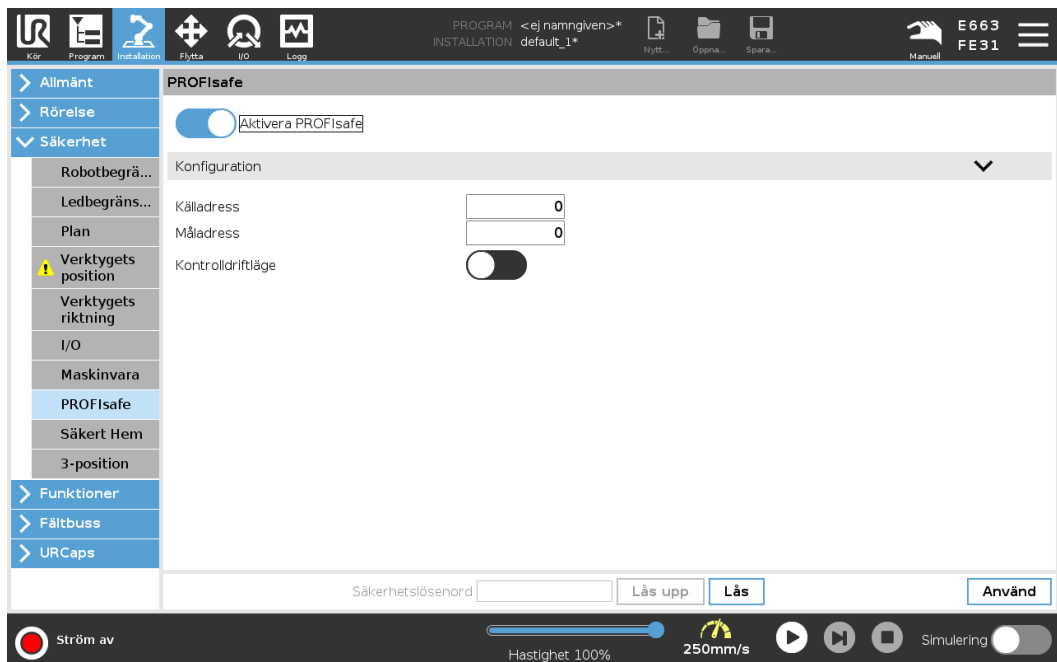 UR
Kör
Program
Installation
Flytta
I/O
Logg
PROGRAM <ej namngiven>*
INSTALLATION default_1*
Nytt...
Öppna...
Spara...
Manuell
E663
FE31
Allmänt
Rörelse
Säkerhet
Robotbegrä...
Ledbegräns...
Plan
Verktygets
position
Verktygets
riktning
I/O
Maskinvara
PROFIsafe
Säkert Hem
3-position
Funktioner
Fältbuss
URCaps
PROFIsafe
Aktivera PROFIsafe
Konfiguration
Källadress 0
Måladress 0
Kontrolldriftläge
Säkerhetslösenord
Lås upp
Lås
Använd
Ström av
Hastighet 100%
250mm/s
Simulering